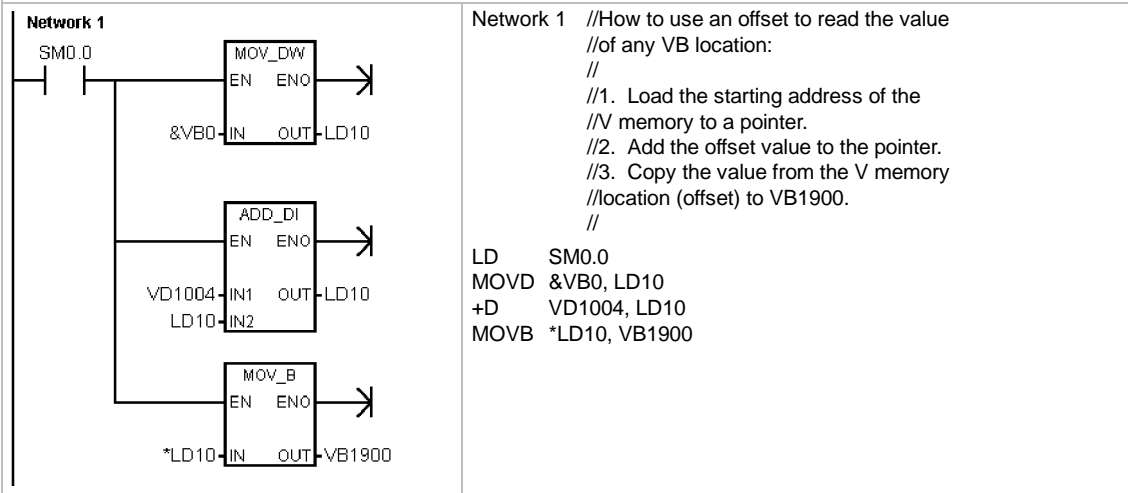 Network 1
SM0.0
MOV_DW
EN ENO
&VB0 IN OUT LD10
ADD_DI
EN ENO
VD1004 IN1 OUT LD10
LD10 IN2
MOV_B
EN ENO
*LD10 IN OUT VB1900
Network 1 //How to use an offset to read the value
//of any VB location:
//
//1. Load the starting address of the
//V memory to a pointer.
//2. Add the offset value to the pointer.
//3. Copy the value from the V memory
//location (offset) to VB1900.
//
LD SM0.0
MOVD &VB0, LD10
+D VD1004, LD10
MOVB *LD10, VB1900